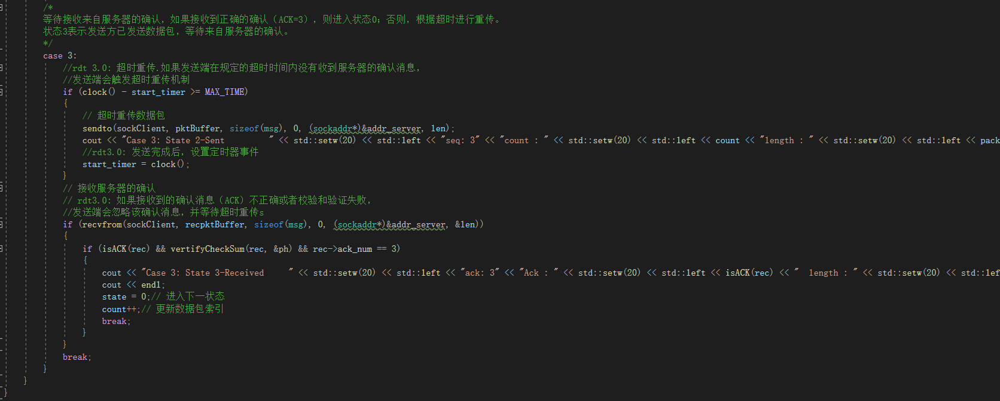 /*
等待接收来自服务器的确认，如果接收到正确的确认（ACK=3），则进入状态0；否则，根据超时进行重传。
状态3表示发送方已发送数据包，等待来自服务器的确认。
*/
case 3:
//rdt 3.0: 超时重传.如果发送端在规定的超时时间内没有收到服务器的确认消息，
//发送端会触发超时重传机制
if (clock() - start_timer >= MAX_TIME)
{
// 超时重传数据包
sendto(sockClient, pktBuffer, sizeof(msg), 0, (sockaddr*)&addr_server, len);
cout << "Case 3: State 2-Sent         " << std::setw(20) << std::left << "seq: 3" << "count : " << std::setw(20) << std::left << count << "length : " << std::setw(20) << std::left << pack
//rdt3.0: 发送完成后，设置定时器事件
start_timer = clock();
}
// 接收服务器的确认
// rdt3.0: 如果接收到的确认消息（ACK）不正确或者校验和验证失败，
//发送端会忽略该确认消息，并等待超时重传s
if (recvfrom(sockClient, recpktBuffer, sizeof(msg), 0, (sockaddr*)&addr_server, &len))
{
if (isACK(rec) && vertifyCheckSum(rec, &ph) && rec->ack_num == 3)
{
cout << "Case 3: State 3-Received     " << std::setw(20) << std::left << "ack: 3" << "Ack : " << std::setw(20) << std::left << isACK(rec) << "  length : " << std::setw(20) << std::lef
cout << endl;
state = 0;// 进入下一状态
count++;// 更新数据包索引
break;
}
}
break;
}
}
}